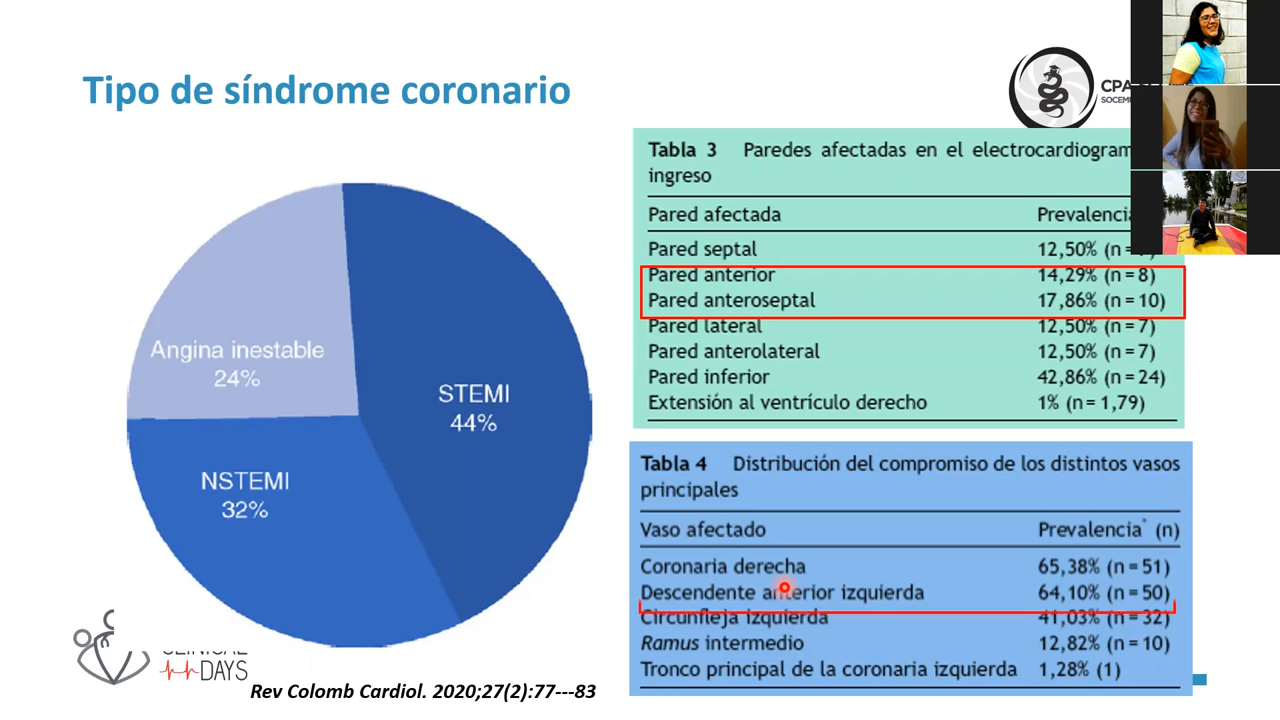 Tipo de síndrome coronario
Angina inestable
24%
STEMI
44%
NSTEMI
32%
DAYS
Rev Colomb Cardiol. 2020;27(2):77---83
Tabla 3 Paredes afectadas en el electrocardiogram
ingreso
Pared afectada Prevalencia
Pared septal 12,50% (n =
Pared anterior 14,29% (n = 8)
Pared anteroseptal 17,86% (n = 10)
Pared lateral 12,50% (n = 7)
Pared anterolateral 12,50% (n = 7)
Pared inferior 42,86% (n = 24)
Extensión al ventrículo derecho 1% (n = 1,79)
Tabla 4 Distribución del compromiso de los distintos vasos
principales
Vaso afectado Prevalencia* (n)
Coronaria derecha 65,38% (n = 51)
Descendente anterior izquierda 64,10% (n = 50)
Circunfleja izquierda 41,03% (n = 32)
Ramus intermedio 12,82% (n = 10)
Tronco principal de la coronaria izquierda 1,28% (1)